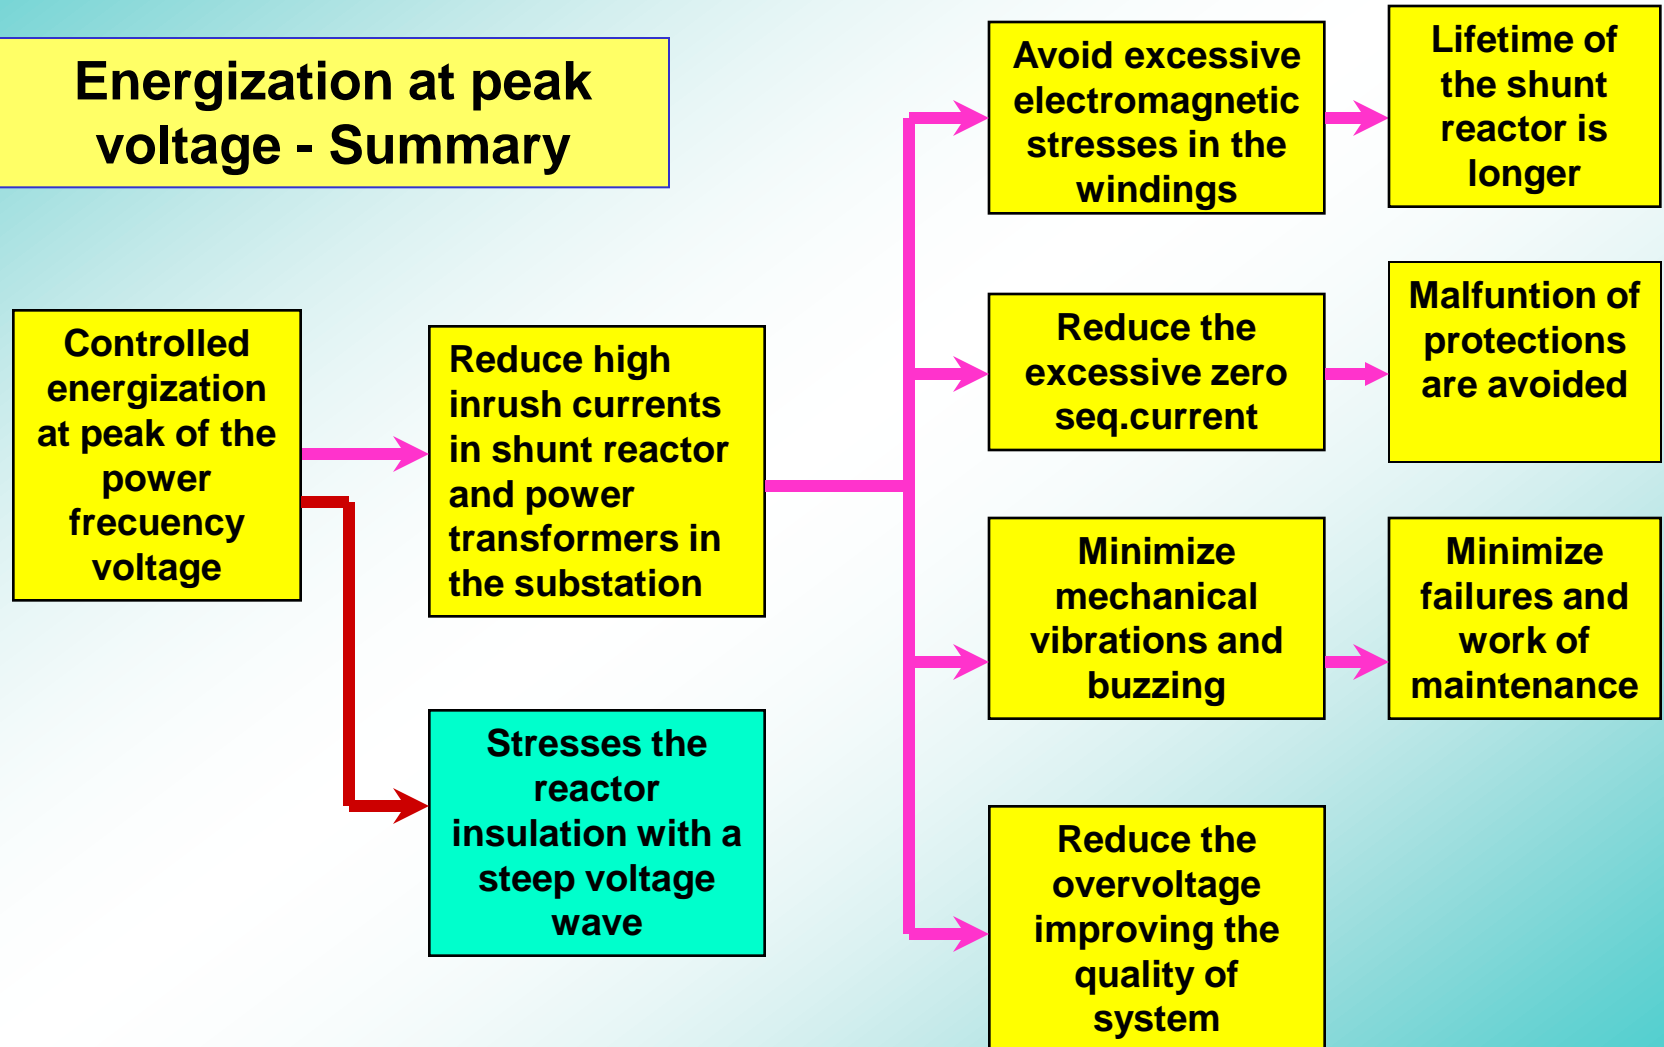 Energization at peak
voltage - Summary
Controlled
energization
at peak of the
power
frecuency
voltage
Reduce high
inrush currents
in shunt reactor
and power
transformers in
the substation
Stresses the
reactor
insulation with a
steep voltage
wave
Avoid excessive
electromagnetic
stresses in the
windings
Lifetime of
the shunt
reactor is
longer
Reduce the
excessive zero
seq.current
Malfuntion of
protections
are avoided
Minimize
mechanical
vibrations and
buzzing
Minimize
failures and
work of
maintenance
Reduce the
overvoltage
improving the
quality of
system